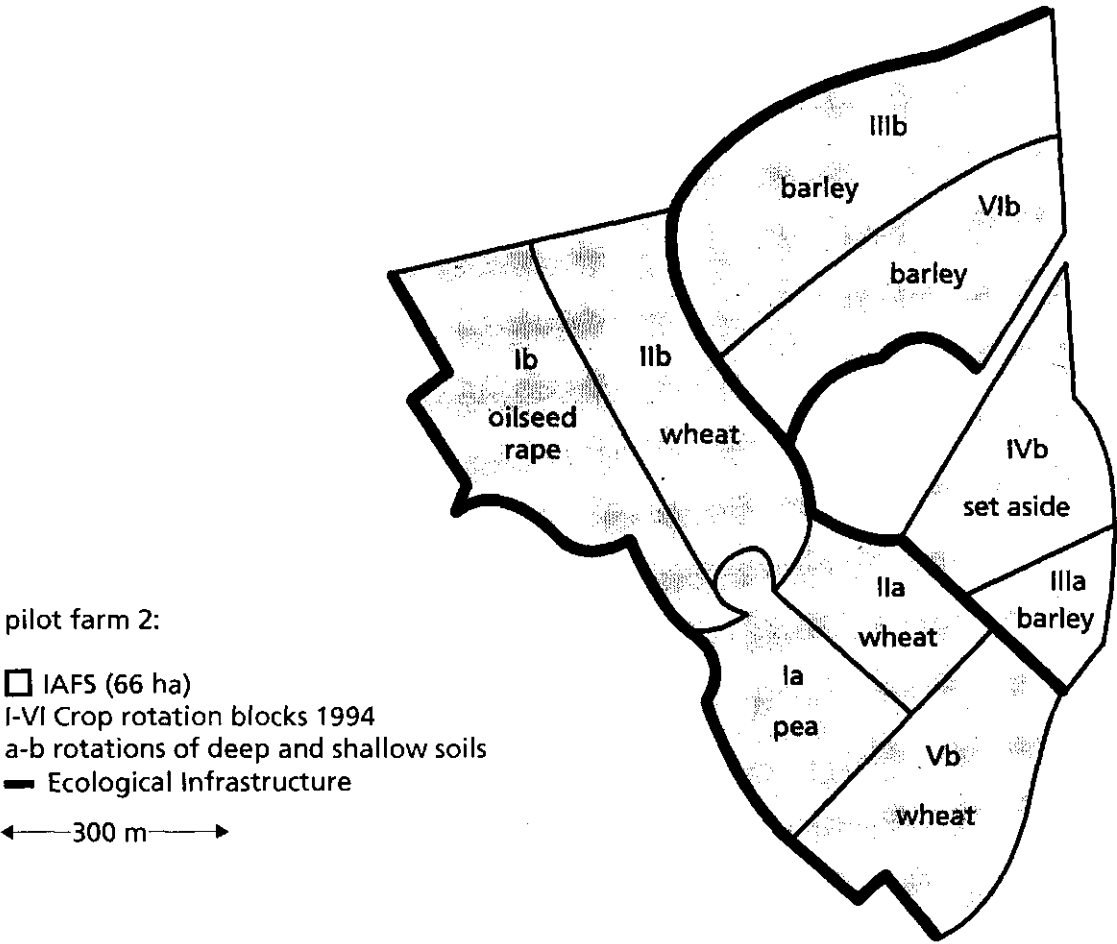 IIIb
barley
VIb
barley
Ib
oilseed
rape
IIb
wheat
IVb
set aside
IIIa
barley
IIa
wheat
Ia
pea
Vb
wheat
pilot farm 2:
IAFS (66 ha)
I-VI Crop rotation blocks 1994
a-b rotations of deep and shallow soils
Ecological Infrastructure
300 m